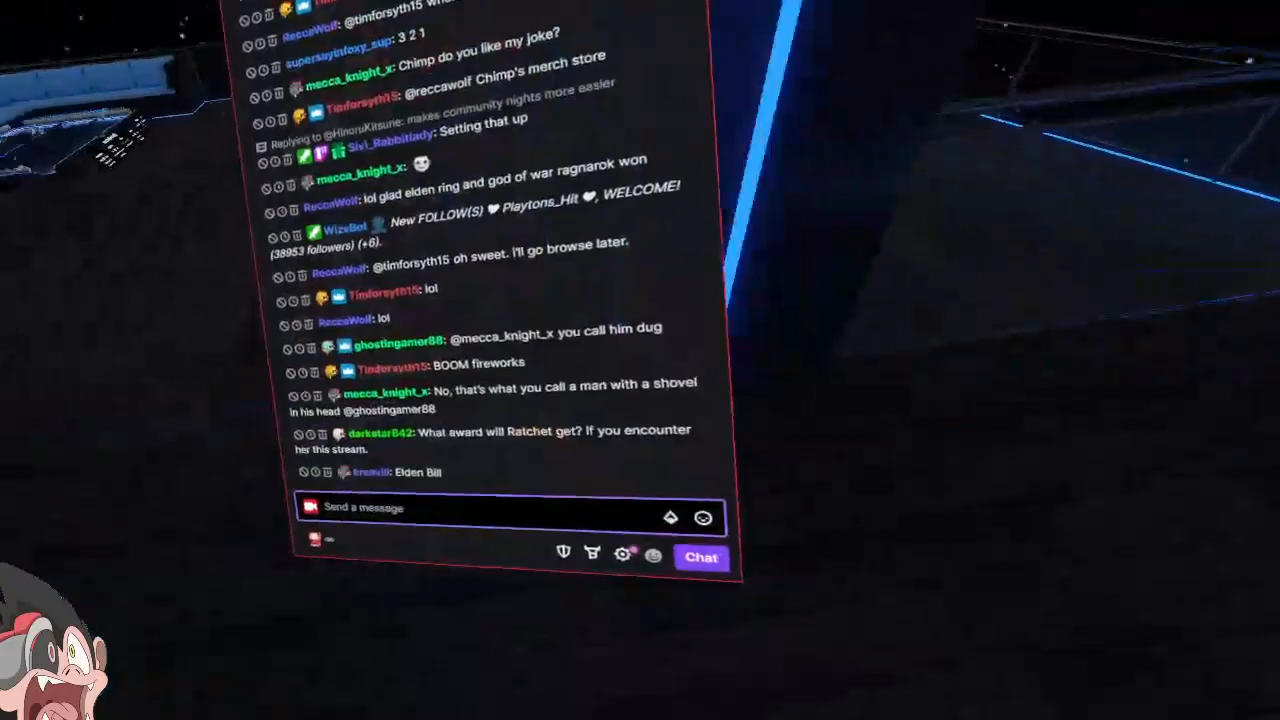 Tim
ReccaWolf: @timforsyth15
supersayinfoxy_sup: 3 2 1
mecca_knight_x: Chimp do you like my joke?
Timforsyth15: @reccawolf Chimp's merch store
Replying to @HinoruKitsune: makes community nights more easier
Sivi_Rabbitlady: Setting that up
mecca_knight_x:
ReccaWolf: lol glad elden ring and god of war ragnarok won
WizeBot New FOLLOW(S) Playtons_Hit , WELCOME!
(38953 followers) (+6).
ReccaWolf: @timforsyth15 oh sweet. i'll go browse later.
Timforsyth15: lol
ReccaWolf: lol
ghostingamer88: @mecca_knight_x you call him dug
Timforsyth15: BOOM fireworks
mecca_knight_x: No, that's what you call a man with a shovel
in his head @ghostingamer88
darkstar842: What award will Ratchet get? If you encounter
her this stream.
Elden Bill
Send a message
Chat